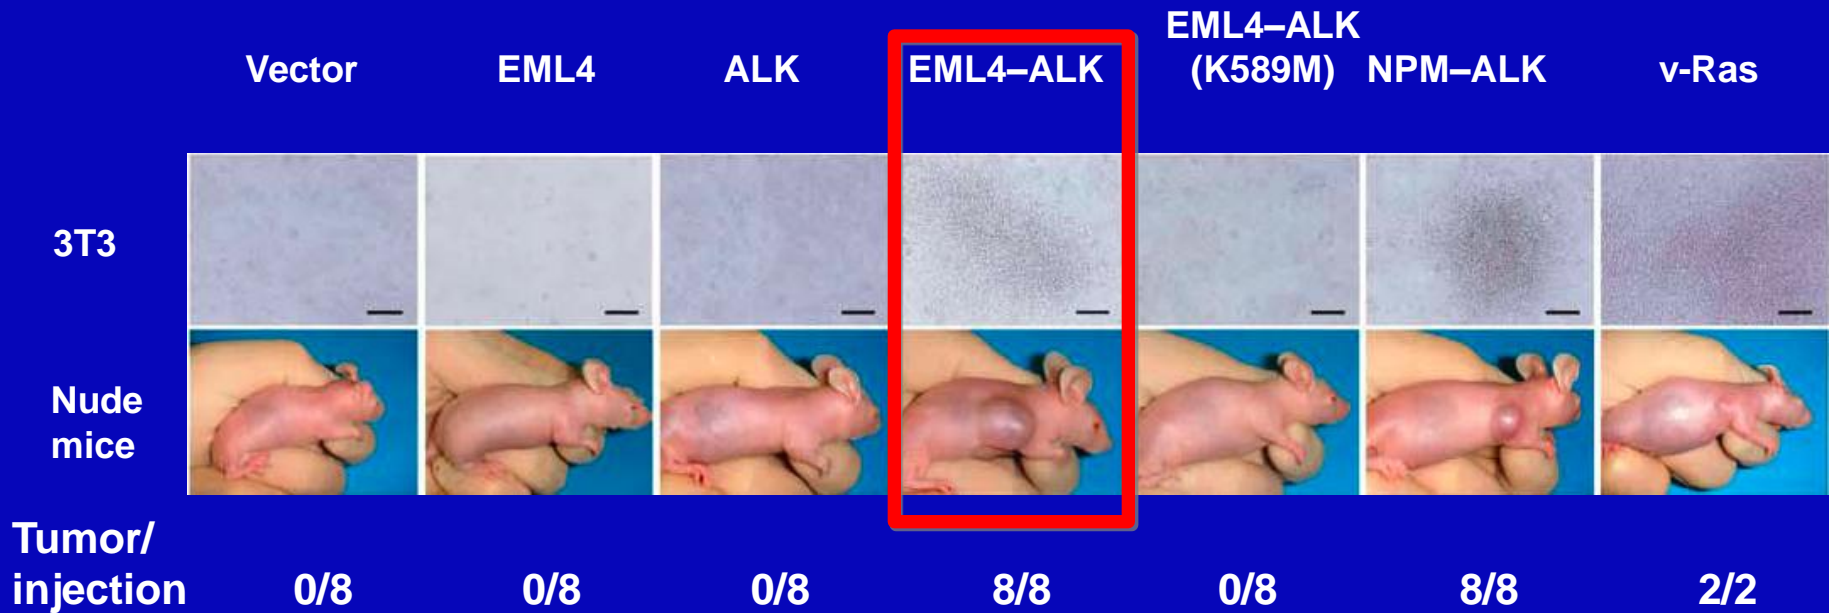 EML4–ALK
Vector EML4 ALK EML4–ALK (K589M) NPM–ALK v-Ras
3T3
Nude
mice
Tumor/
injection 0/8 0/8 0/8 8/8 0/8 8/8 2/2